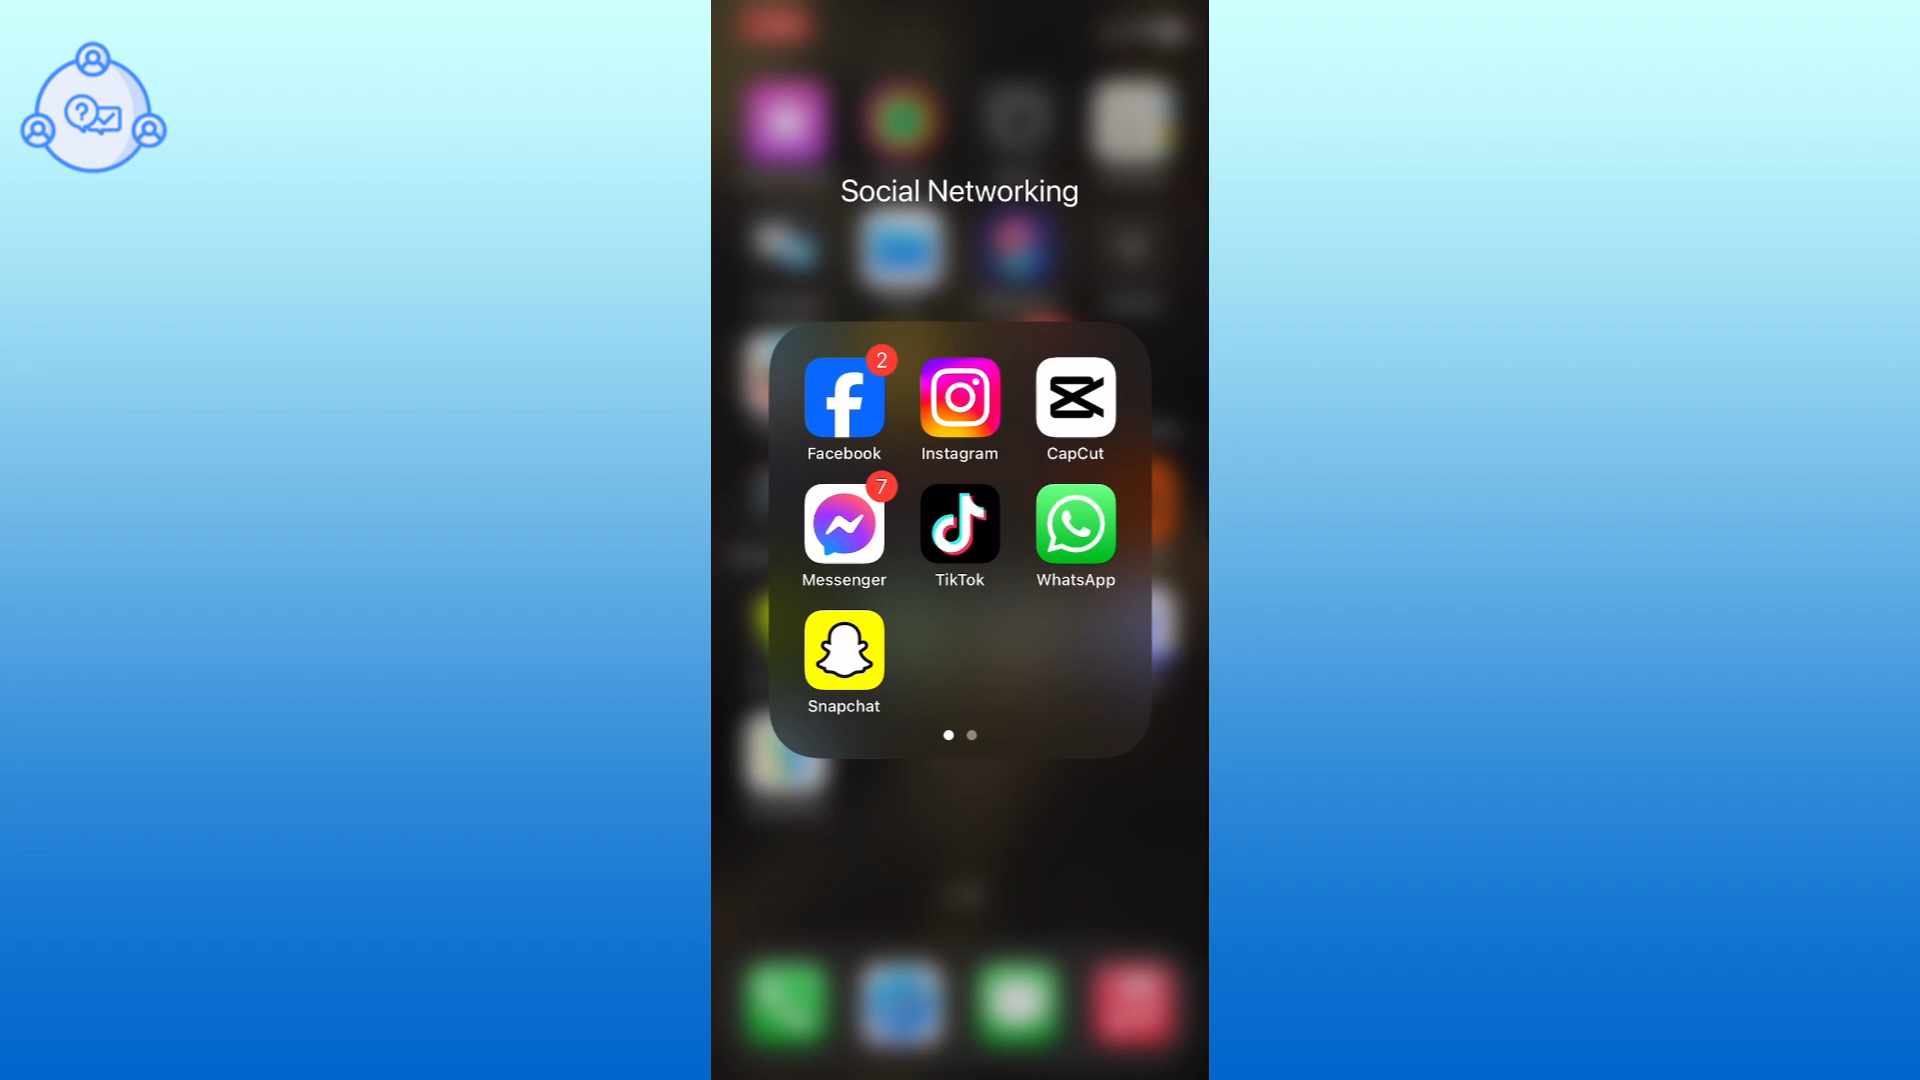 Social Networking
2
Facebook Instagram CapCut
7
Messenger TikTok WhatsApp
Snapchat